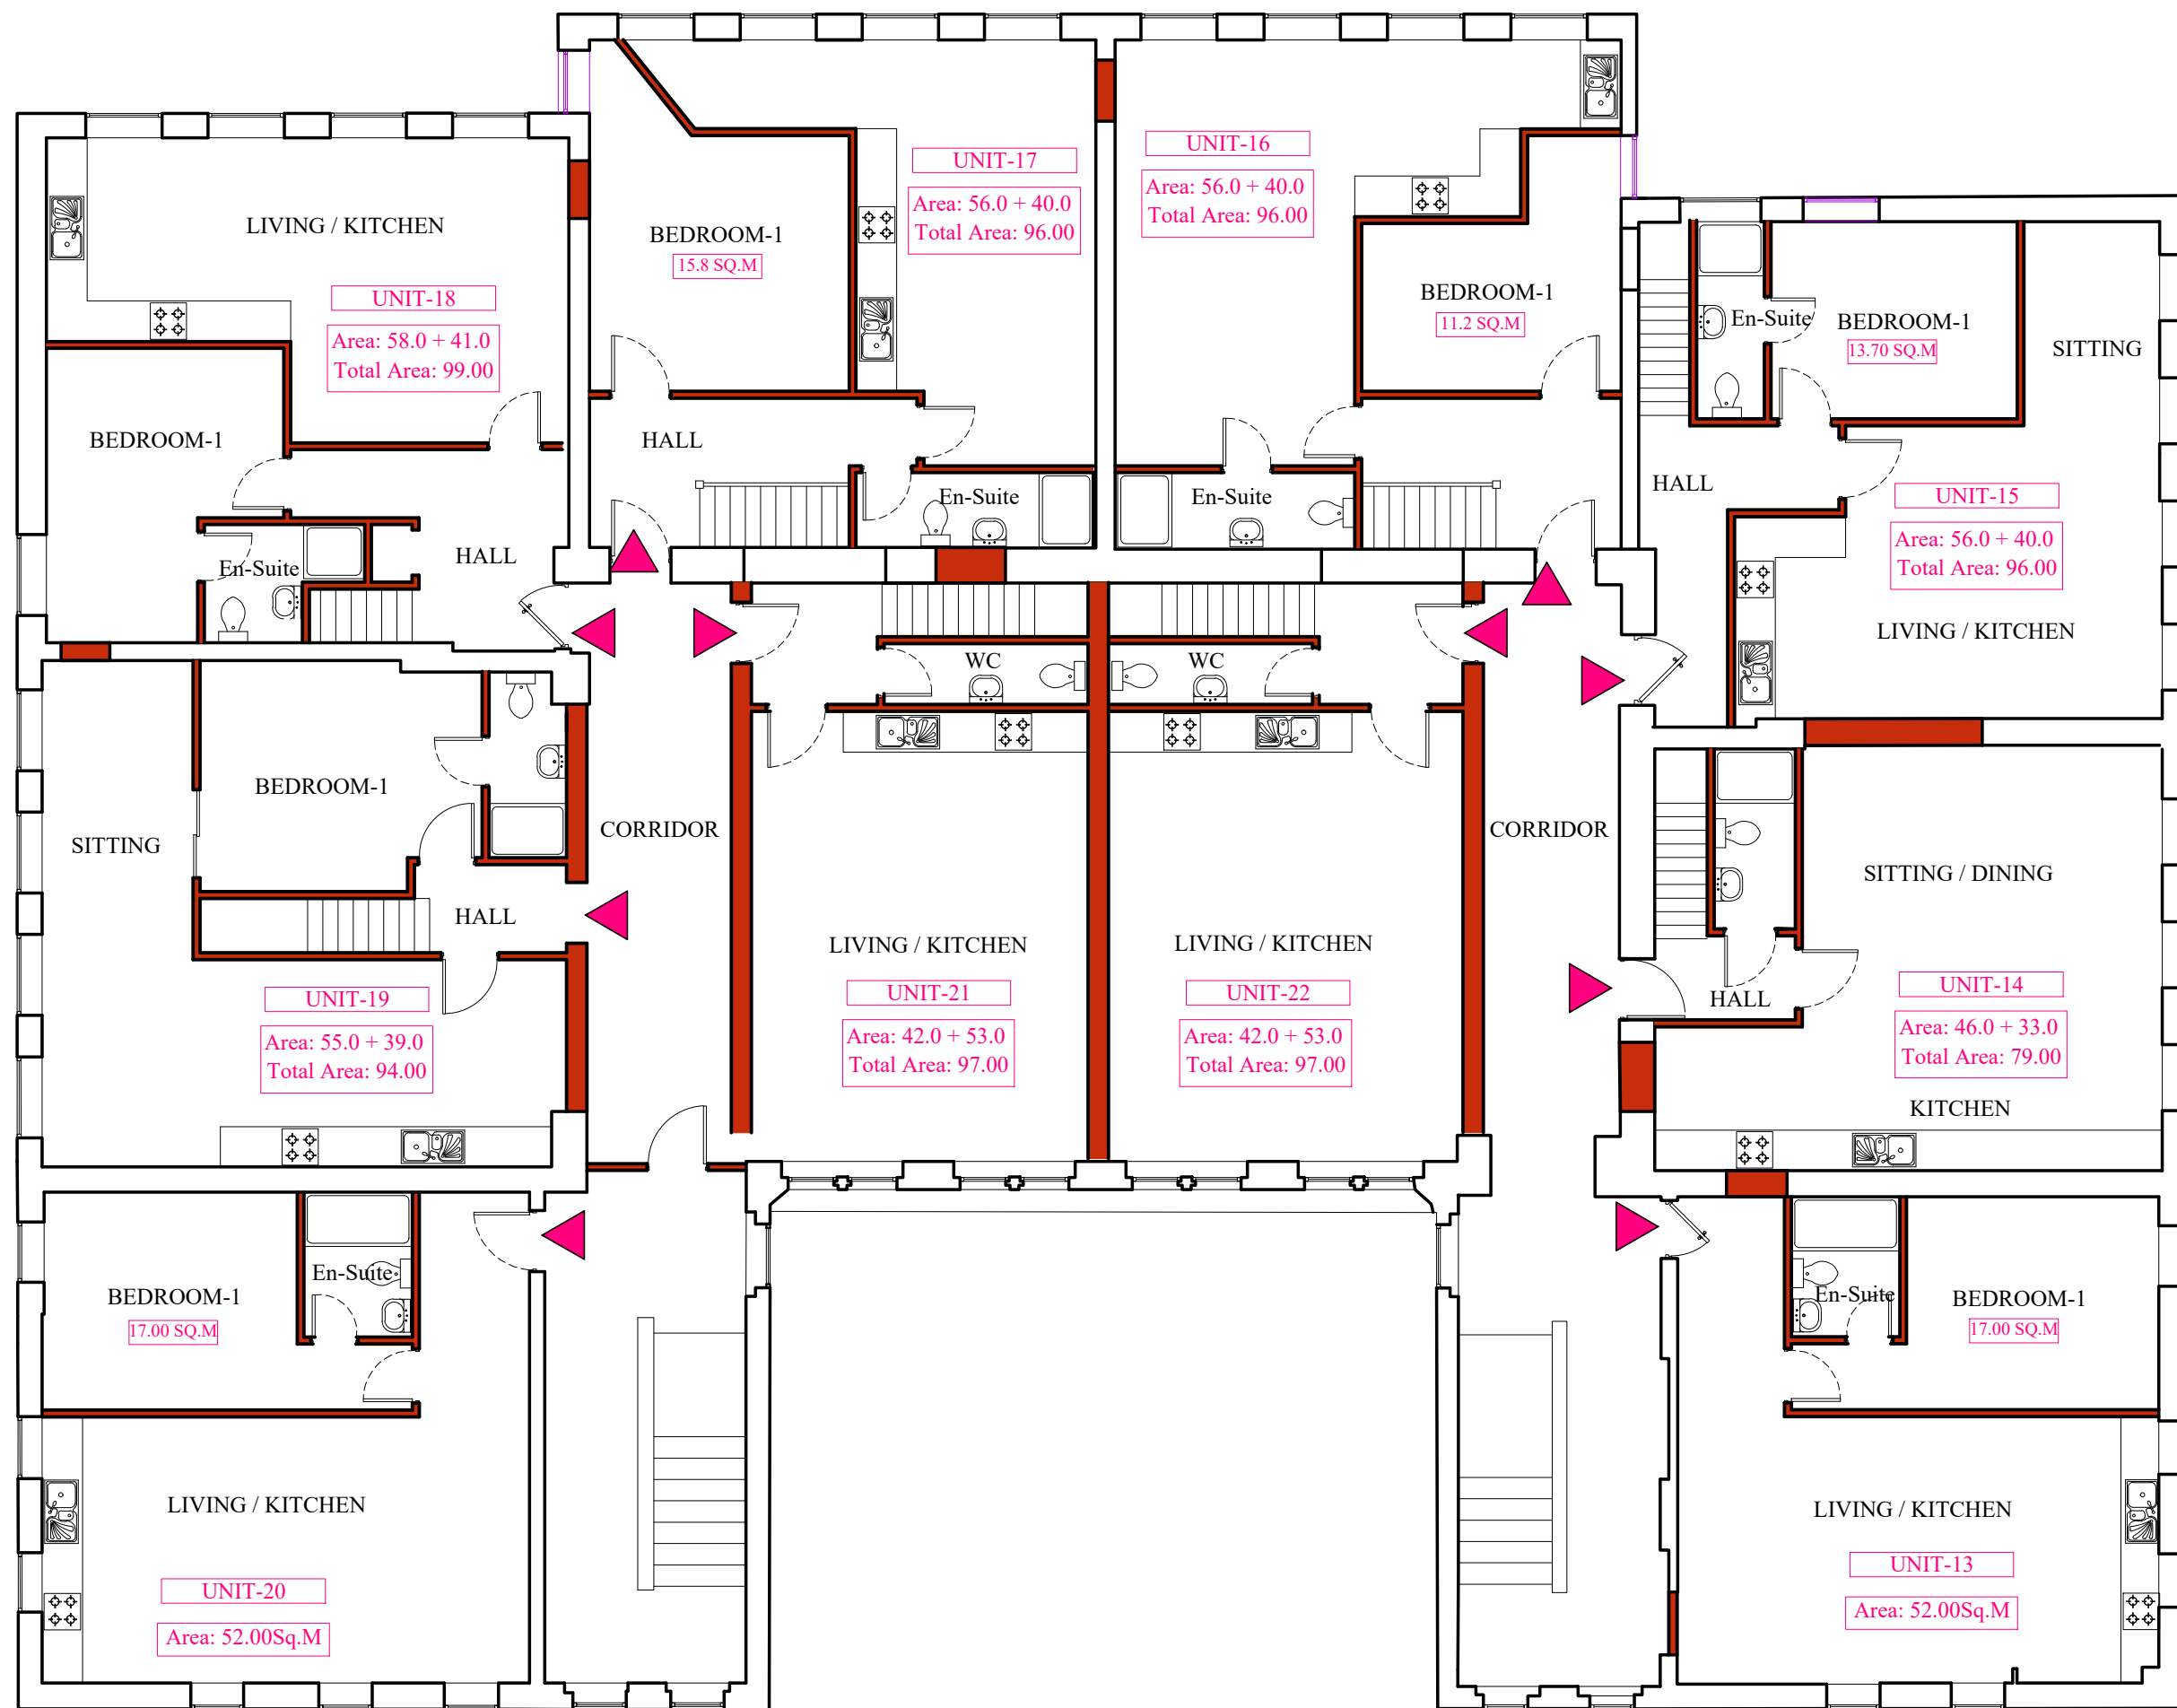 UNIT-17
Area: 56.0 + 40.0
Total Area: 96.00
BEDROOM-1
15.8 SQ.M
HALL
En-Suite
UNIT-16
Area: 56.0 + 40.0
Total Area: 96.00
BEDROOM-1
11.2 SQ.M
En-Suite
LIVING / KITCHEN
UNIT-18
Area: 58.0 + 41.0
Total Area: 99.00
BEDROOM-1
En-Suite
HALL
En-Suite
BEDROOM-1
13.70 SQ.M
SITTING
HALL
UNIT-15
Area: 56.0 + 40.0
Total Area: 96.00
LIVING / KITCHEN
WC
WC
BEDROOM-1
SITTING
HALL
UNIT-19
Area: 55.0 + 39.0
Total Area: 94.00
CORRIDOR
LIVING / KITCHEN
UNIT-21
Area: 42.0 + 53.0
Total Area: 97.00
LIVING / KITCHEN
UNIT-22
Area: 42.0 + 53.0
Total Area: 97.00
CORRIDOR
SITTING / DINING
HALL
UNIT-14
Area: 46.0 + 33.0
Total Area: 79.00
KITCHEN
En-Suite
BEDROOM-1
17.00 SQ.M
LIVING / KITCHEN
UNIT-20
Area: 52.00Sq.M
En-Suite
BEDROOM-1
17.00 SQ.M
LIVING / KITCHEN
UNIT-13
Area: 52.00Sq.M